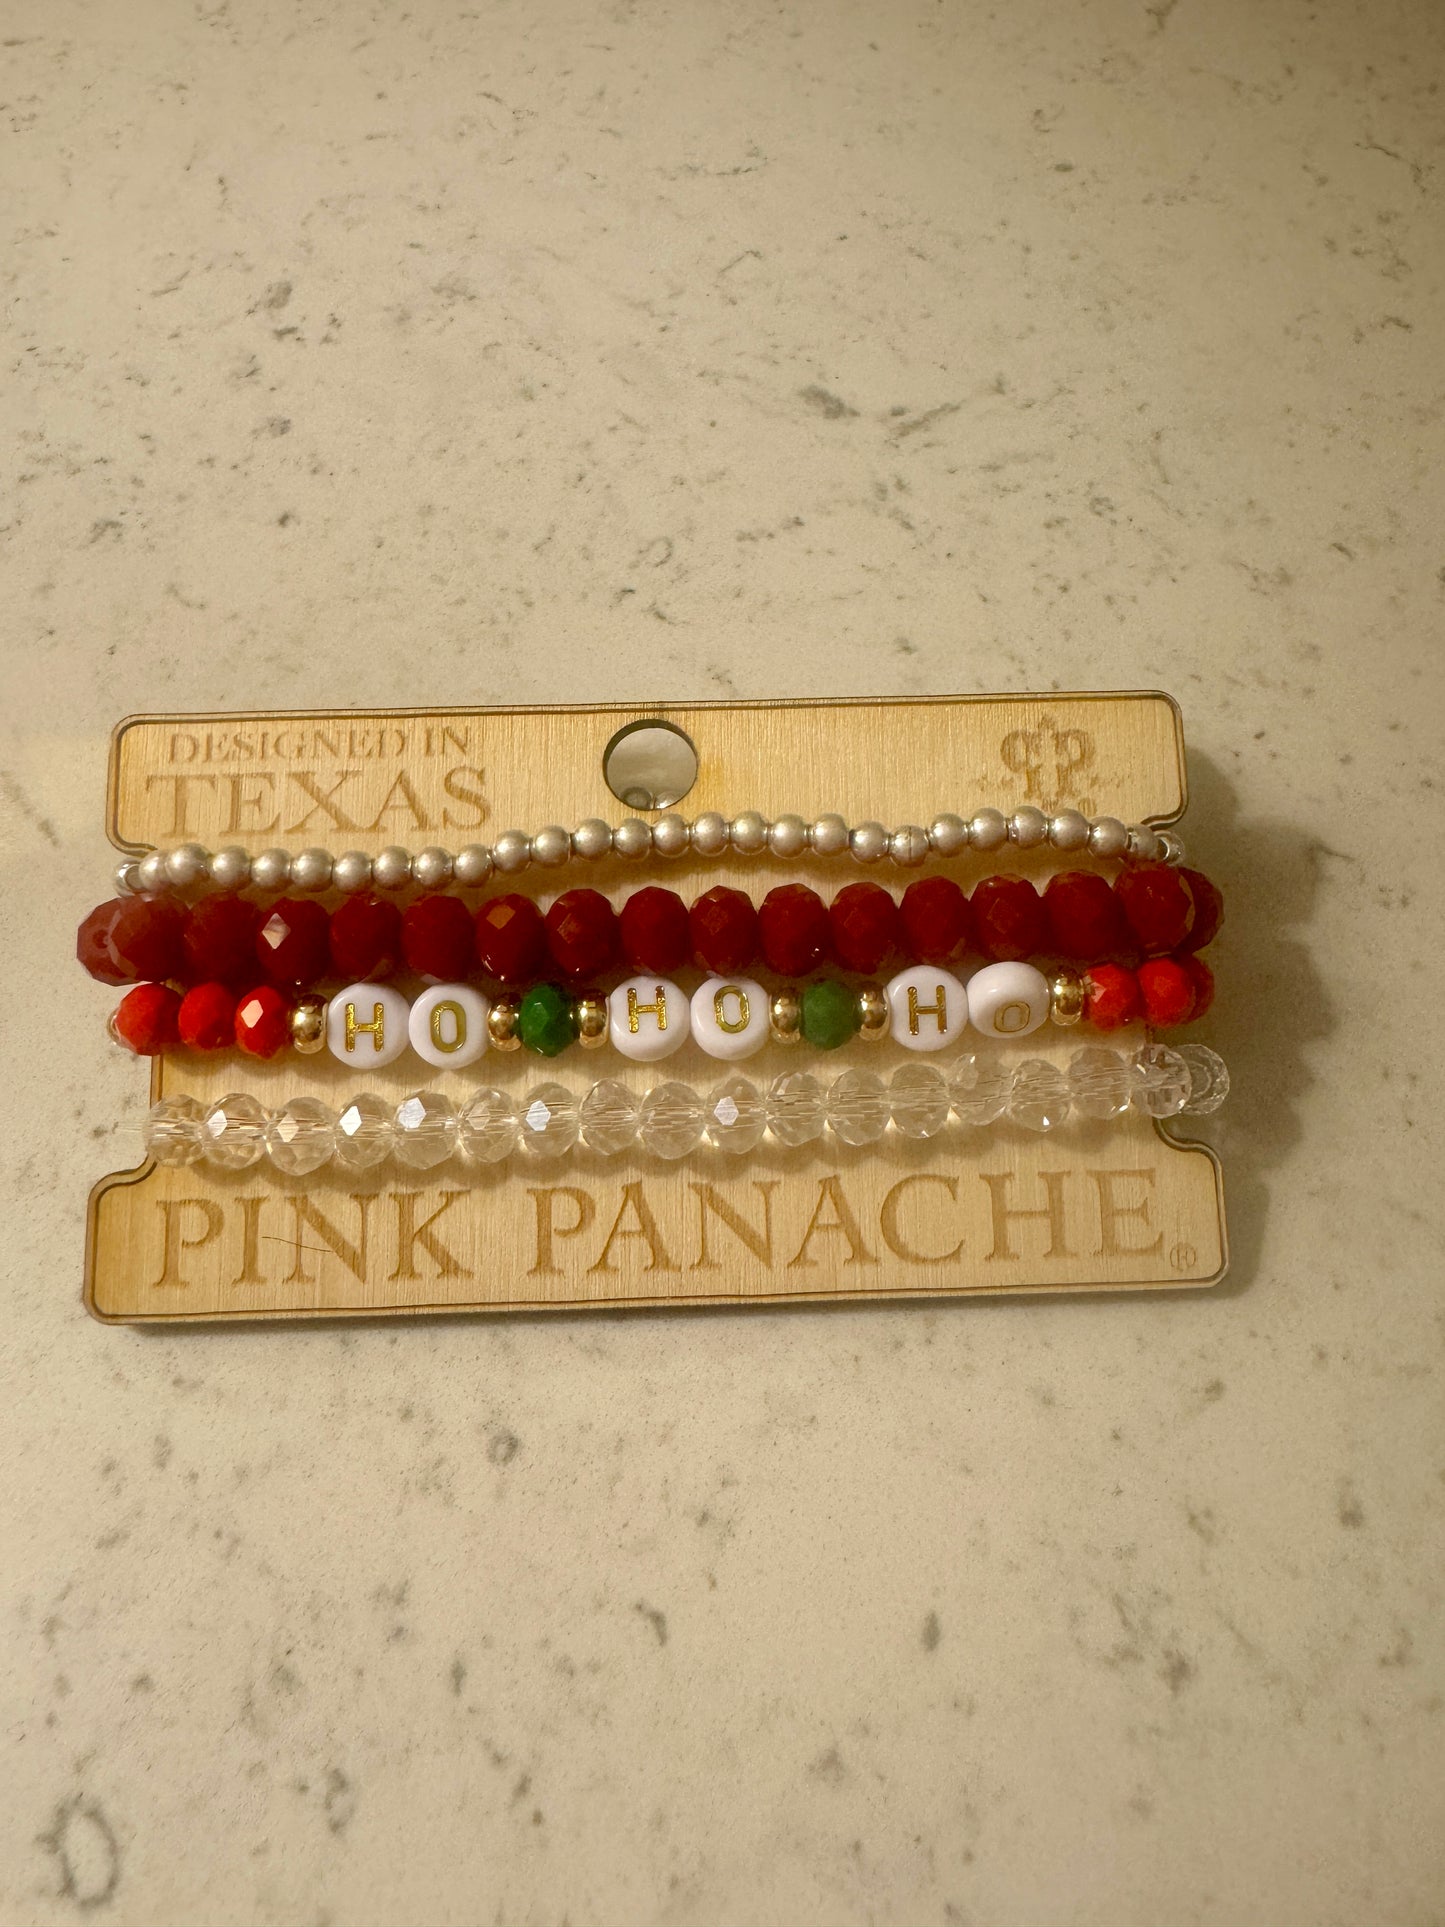 DESIGNED IN
TEXAS
HO HO HO
PINK PANACHE®